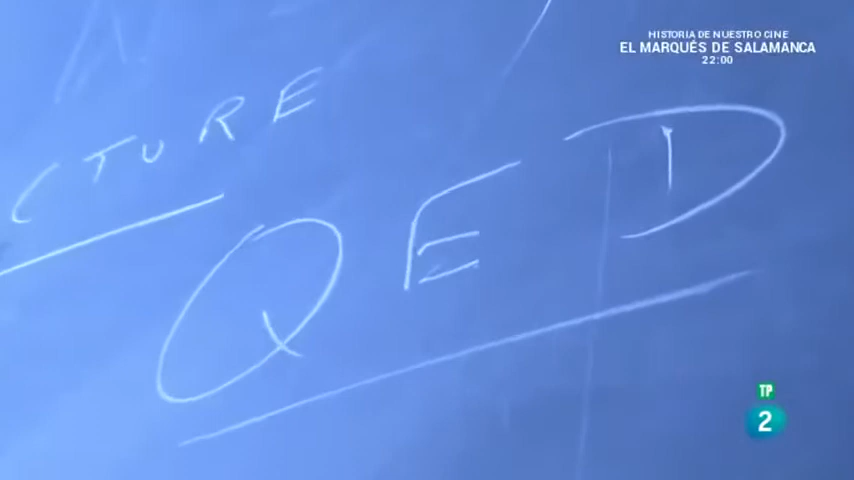 HISTORIA DE NUESTRO CINE
EL MARQUÉS DE SALAMANCA
22:00
CTURE
QED
TP
2